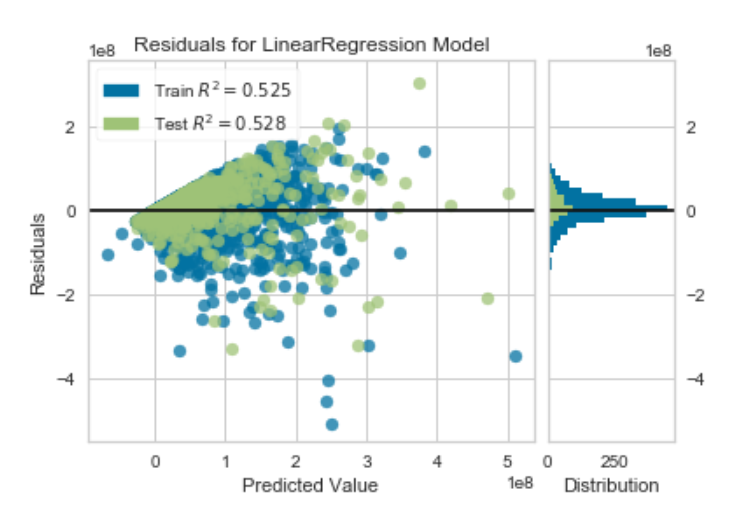 Residuals for LinearRegression Model
1e8
1e8
Train R² = 0.525
Test R² = 0.528
2
0
−2
−4
2
0
−2
−4
Residuals
0 1 2 3 4 5
0 250
1e8
Predicted Value
Distribution